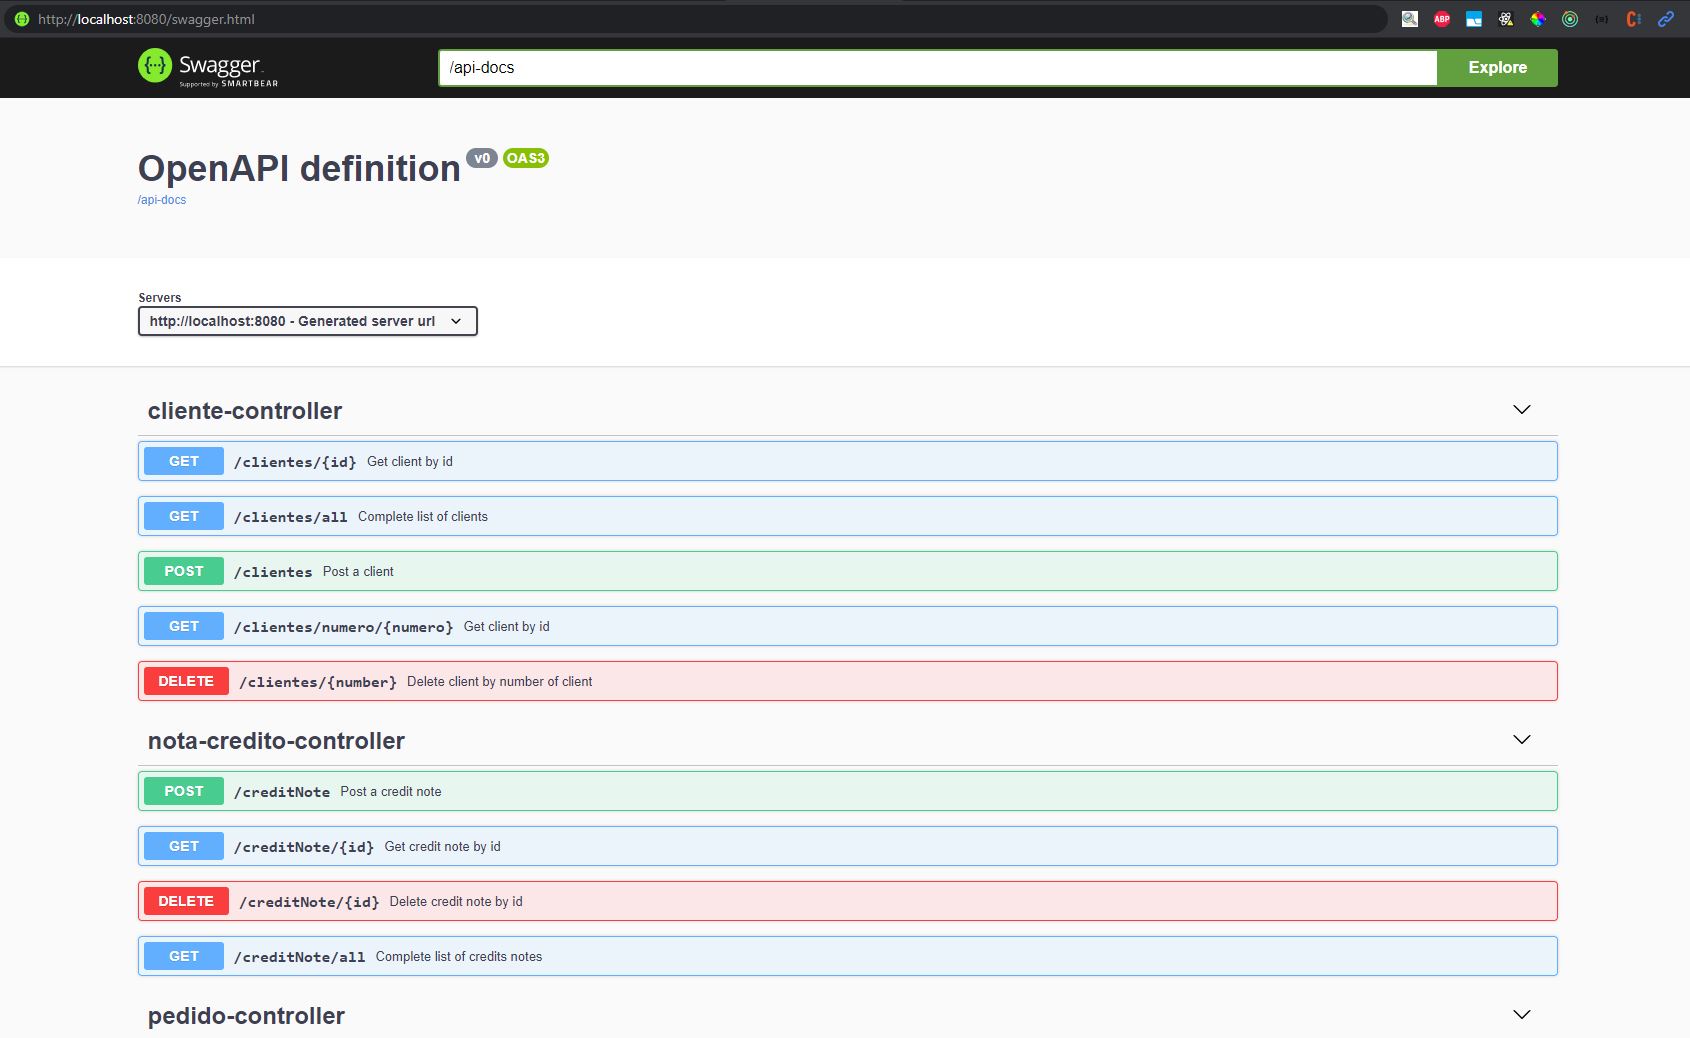 http://localhost:8080/swagger.html
ABP
{···} Swagger
Supported by SMARTBEAR
/api-docs
Explore
OpenAPI definition v0 OAS3
/api-docs
Servers
http://localhost:8080 - Generated server url
cliente-controller
GET /clientes/{id} Get client by id
GET /clientes/all Complete list of clients
POST /clientes Post a client
GET /clientes/numero/{numero} Get client by id
DELETE /clientes/{number} Delete client by number of client
nota-credito-controller
POST /creditNote Post a credit note
GET /creditNote/{id} Get credit note by id
DELETE /creditNote/{id} Delete credit note by id
GET /creditNote/all Complete list of credits notes
pedido-controller